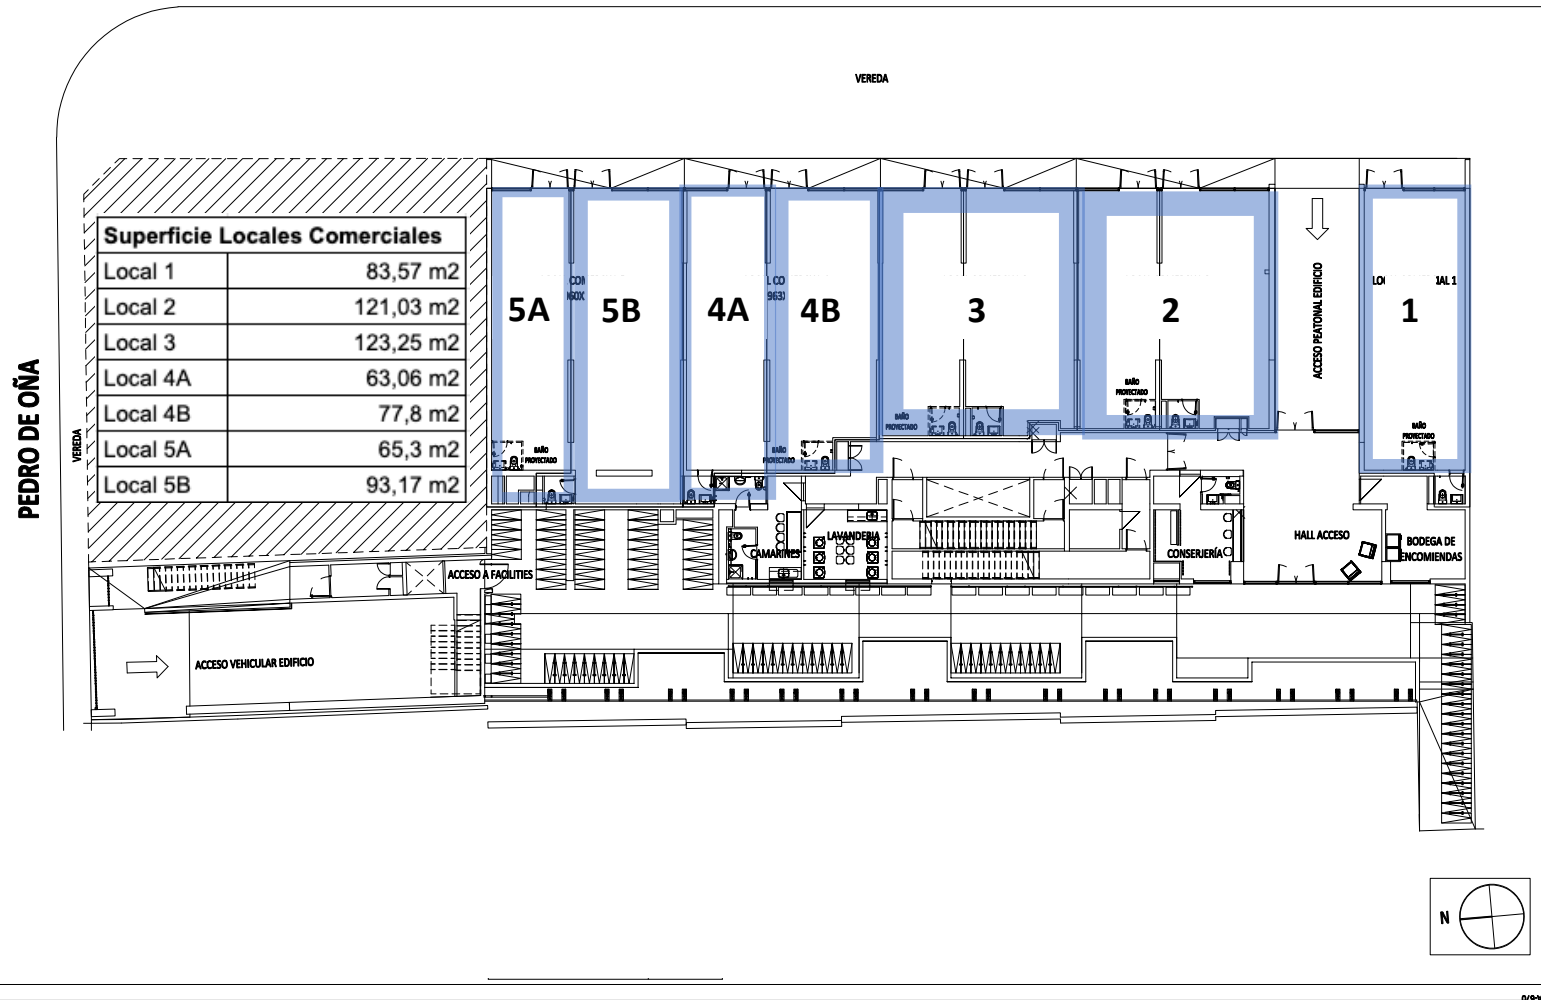 VEREDA
PEDRO DE OÑA
VEREDA
Superficie Locales Comerciales
Local 1 83,57 m2
Local 2 121,03 m2
Local 3 123,25 m2
Local 4A 63,06 m2
Local 4B 77,8 m2
Local 5A 65,3 m2
Local 5B 93,17 m2
5A
5B
4A
4B
3
2
1
ACCESO PEATONAL EDIFICIO
BAÑO
PROYECTADO
BAÑO
PROYECTADO
BAÑO
PROYECTADO
BAÑO
PROYECTADO
BAÑO
PROYECTADO
CAMARINES
LAVANDERIA
CONSERJERÍA
HALL ACCESO
BODEGA DE
ENCOMIENDAS
ACCESO A FACILITIES
ACCESO VEHICULAR EDIFICIO
N